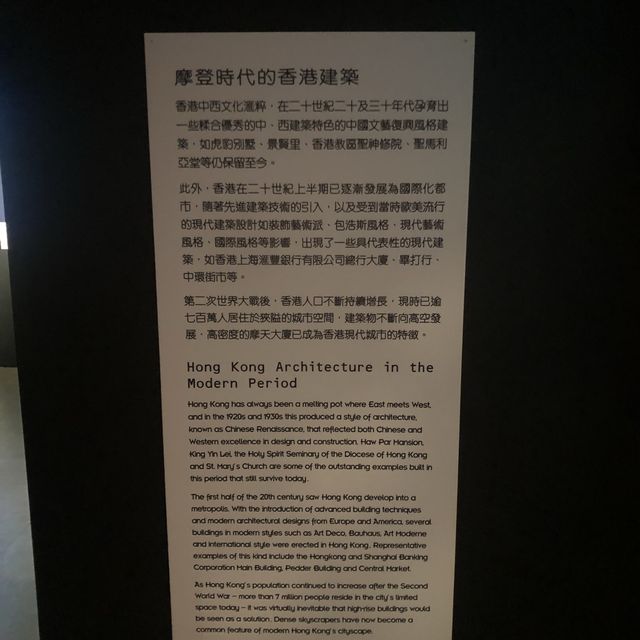 摩登時代的香港建築
香港中西文化滙粹，在二十世紀二十及三十年代孕育出
一些糅合優秀的中、西建築特色的中國文藝復興風格建
築，如虎豹別墅、景賢里、香港教區聖神修院、聖馬利
亞堂等仍保留至今。
此外，香港在二十世紀上半期已逐漸發展為國際化都
市，隨著先進建築技術的引入，以及受到當時歐美流行
的現代建築設計如裝飾藝術派、包浩斯風格、現代藝術
風格、國際風格等影響，出現了一些具代表性的現代建
築，如香港上海滙豐銀行有限公司總行大廈、畢打行、
中環街市等。
第二次世界大戰後，香港人口不斷持續增長，現時已逾
七百萬人居住於狹隘的城市空間，建築物不斷向高空發
展，高密度的摩天大廈已成為香港現代城市的特徵。
Hong Kong Architecture in the
Modern Period
Hong Kong has always been a melting pot where East meets West,
and in the 1920s and 1930s this produced a style of architecture,
known as Chinese Renaissance, that reflected both Chinese and
Western excellence in design and construction. Haw Par Mansion,
King Yin Lei, the Holy Spirit Seminary of the Diocese of Hong Kong
and St. Mary's Church are some of the outstanding examples built in
this period that still survive today.
The first half of the 20th century saw Hong Kong develop into a
metropolis. With the introduction of advanced building techniques
and modern architectural designs from Europe and America, several
buildings in modern styles such as Art Deco, Bauhaus, Art Moderne
and international style were erected in Hong Kong. Representative
examples of this kind include the Hongkong and Shanghai Banking
Corporation Main Building, Pedder Building and Central Market.
As Hong Kong's population continued to increase after the Second
World War – more than 7 million people reside in the city's limited
space today – it was virtually inevitable that high-rise buildings would
be seen as a solution. Dense skyscrapers have now become a
common feature of modern Hong Kong's cityscape.